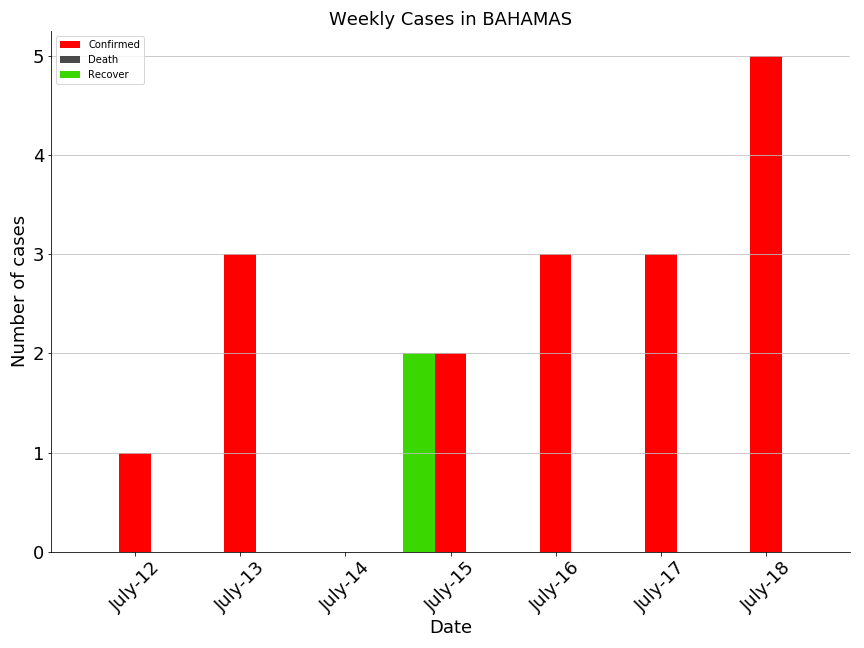 Weekly Cases in BAHAMAS
Confirmed
Death
Recover
Number of cases
5
4
3
2
1
0
July-12
July-13
July-14
July-15
July-16
July-17
July-18
Date